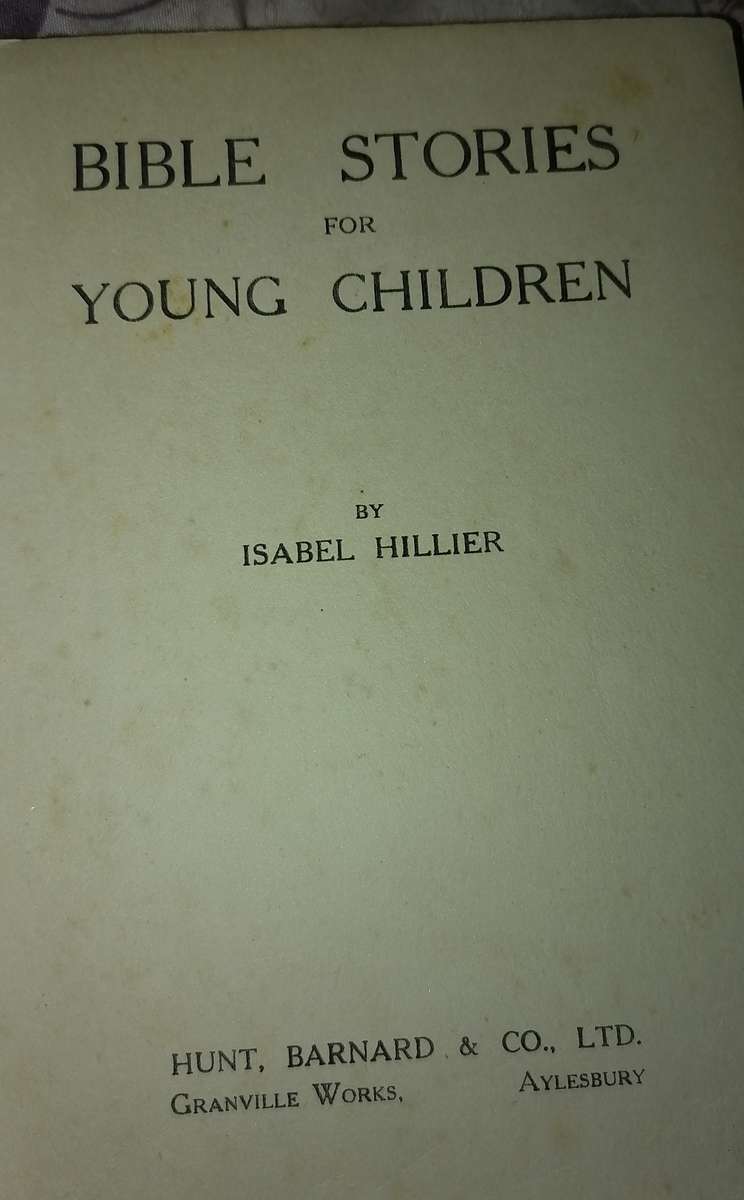 BIBLE STORIES
FOR
YOUNG CHILDREN
BY
ISABEL HILLIER
HUNT, BARNARD & CO., LTD.
GRANVILLE WORKS, AYLESBURY